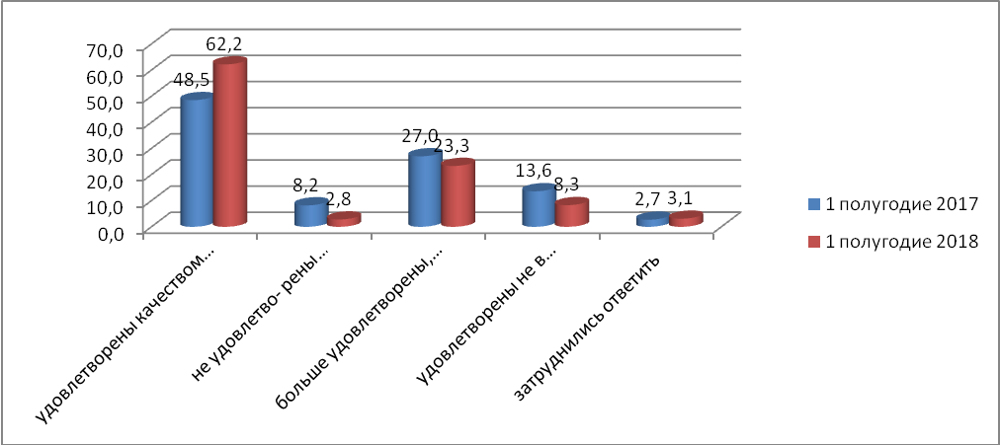 70,0
60,0
50,0
40,0
30,0
20,0
10,0
0,0
48,5
62,2
8,2
2,8
27,0
23,3
13,6
8,3
2,7
3,1
удовлетворены качеством...
не удовлетво- рены...
больше удовлетворены,...
удовлетворены не в...
затруднились ответить
1 полугодие 2017
1 полугодие 2018